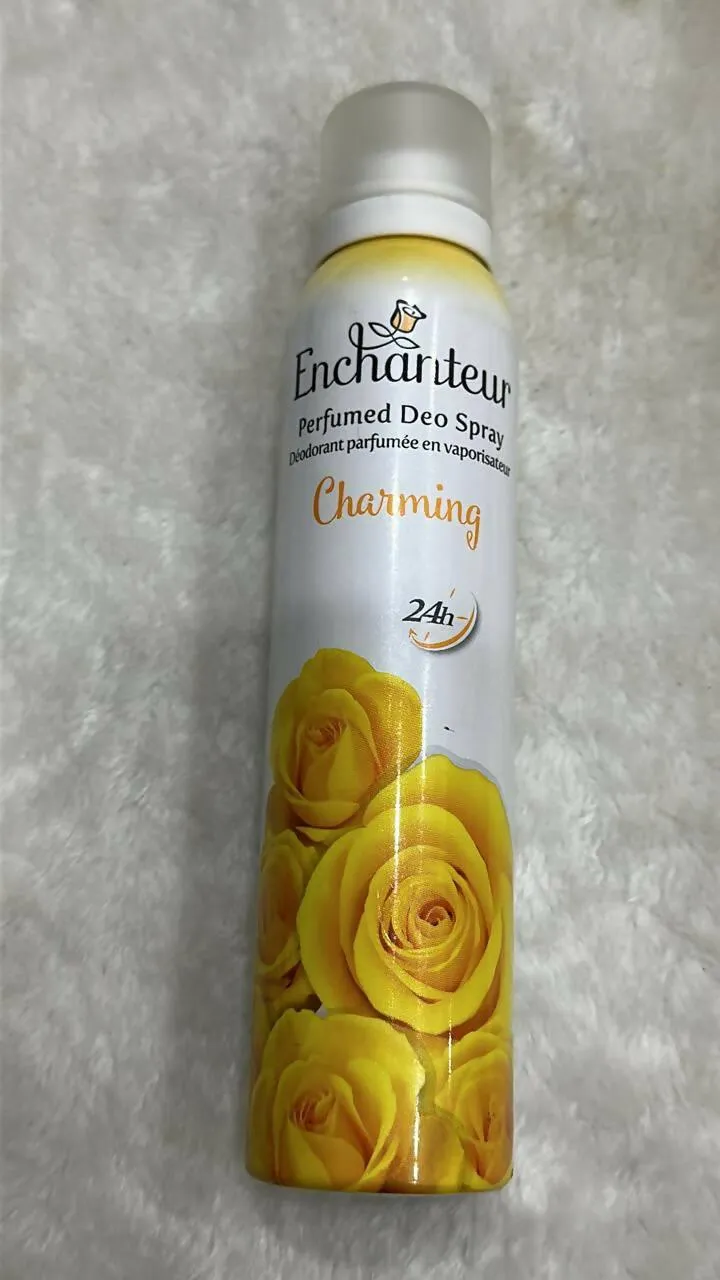 Enchanteur
Perfumed Deo Spray
Déodorant parfumée en vaporisateur
Charming
24h